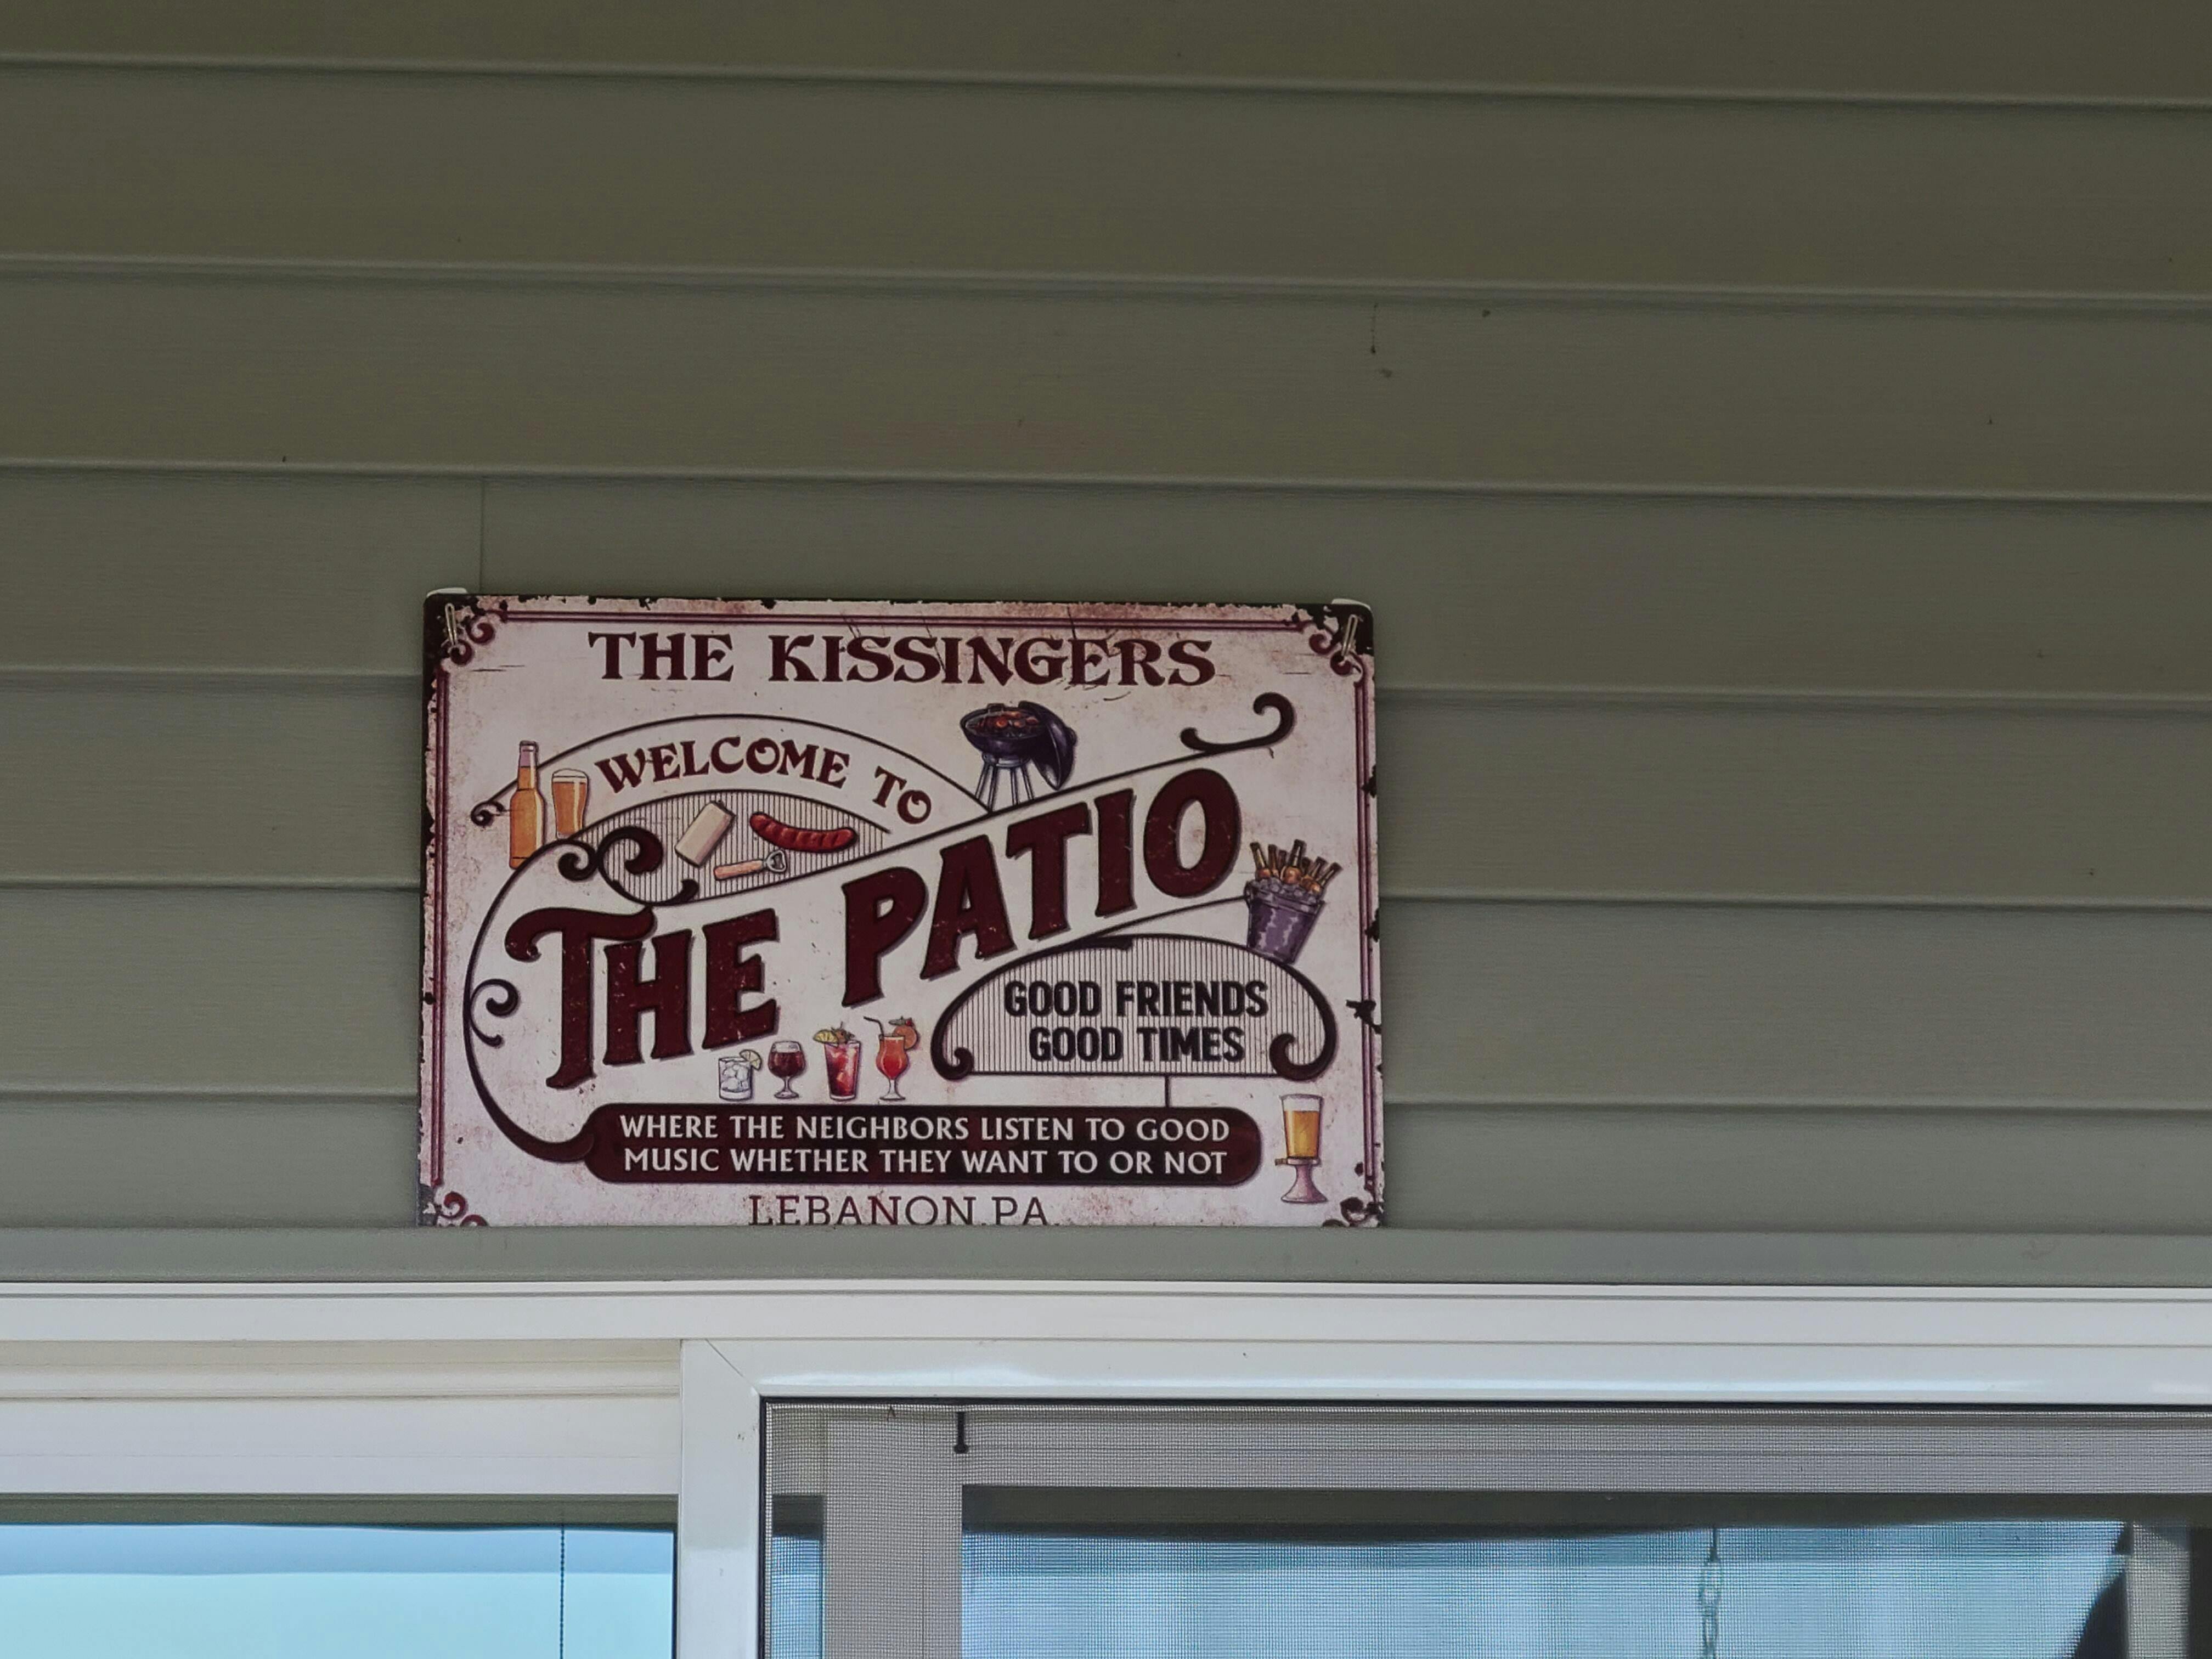 THE KISSINGERS
WELCOME TO
THE PATIO
GOOD FRIENDS
GOOD TIMES
WHERE THE NEIGHBORS LISTEN TO GOOD
MUSIC WHETHER THEY WANT TO OR NOT
LEBANON, PA.